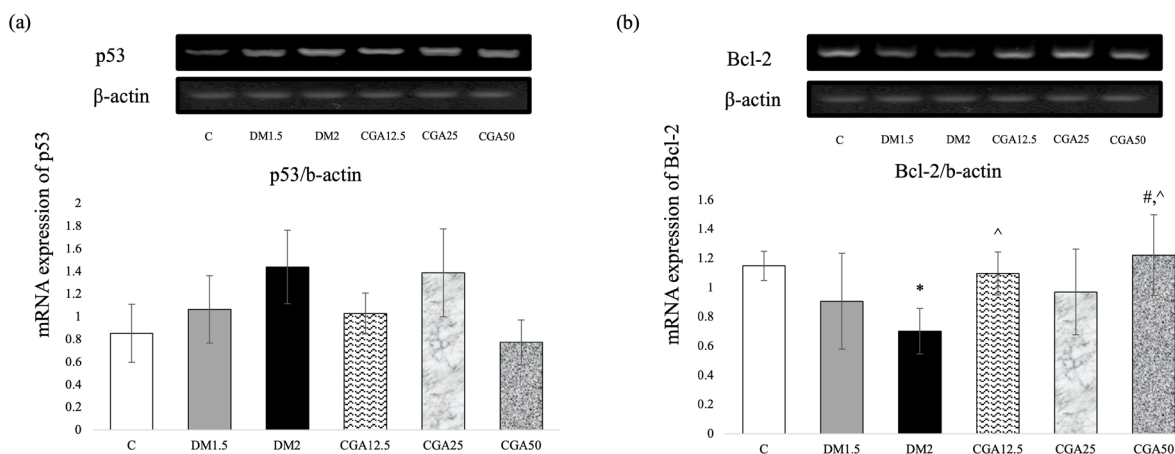 (a)
p53
β-actin
C DM1.5 DM2 CGA12.5 CGA25 CGA50
p53/b-actin
mRNA expression of p53
2
1.8
1.6
1.4
1.2
1
0.8
0.6
0.4
0.2
0
C DM1.5 DM2 CGA12.5 CGA25 CGA50
(b)
Bcl-2
β-actin
C DM1.5 DM2 CGA12.5 CGA25 CGA50
Bcl-2/b-actin
mRNA expression of Bcl-2
1.6
1.4
1.2
1
0.8
0.6
0.4
0.2
0
*
^
#,^
C DM1.5 DM2 CGA12.5 CGA25 CGA50